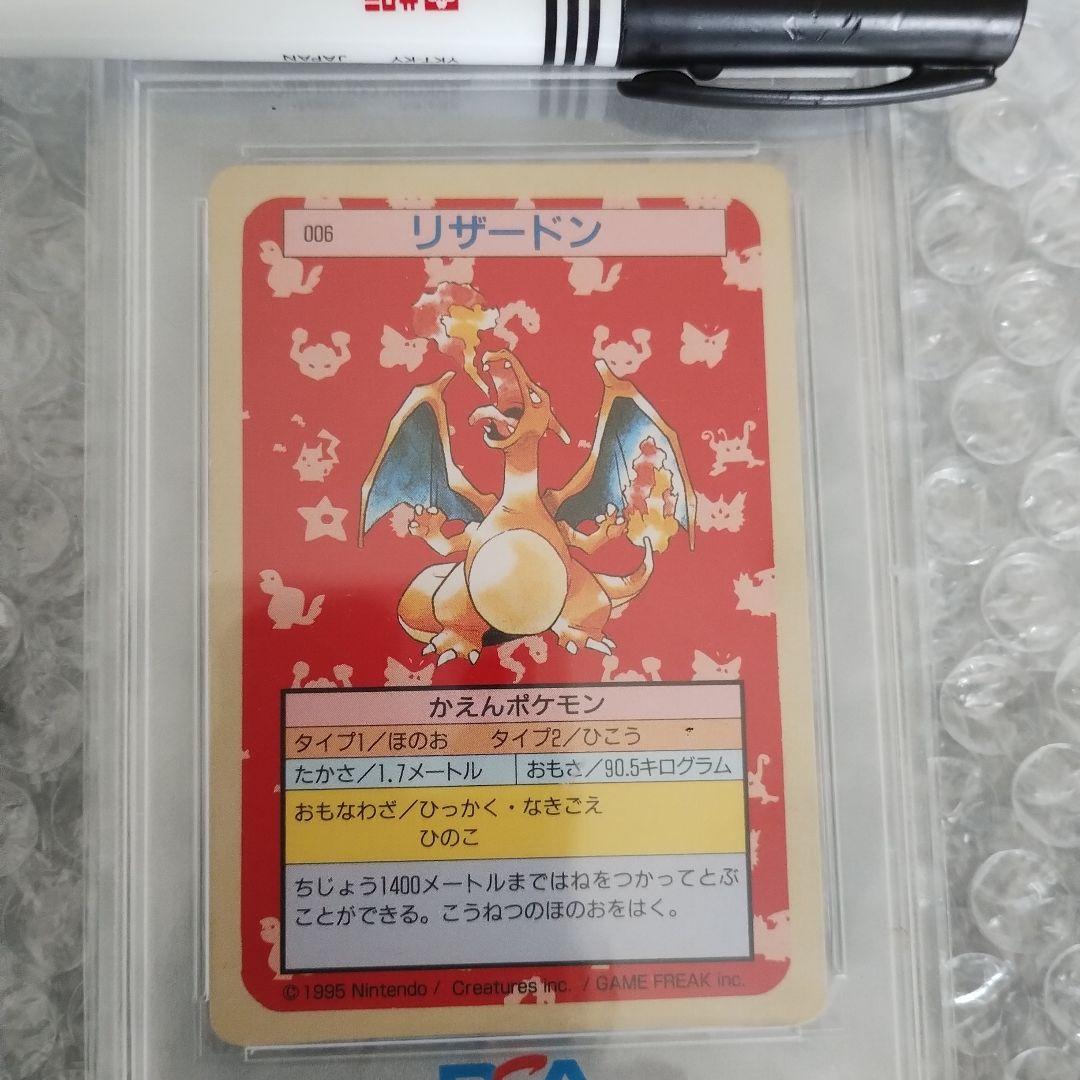 YKT-KY JAPAN
006 リザードン
かえんポケモン
タイプ1/ほのお タイプ2/ひこう
たかさ/1.7メートル おもさ/90.5キログラム
おもなわざ/ひっかく・なきごえ
ひのこ
ちじょう1400メートルまではねをつかってとぶ
ことができる。こうねつのほのおをはく。
©1995 Nintendo / Creatures inc. / GAME FREAK inc.
PSA